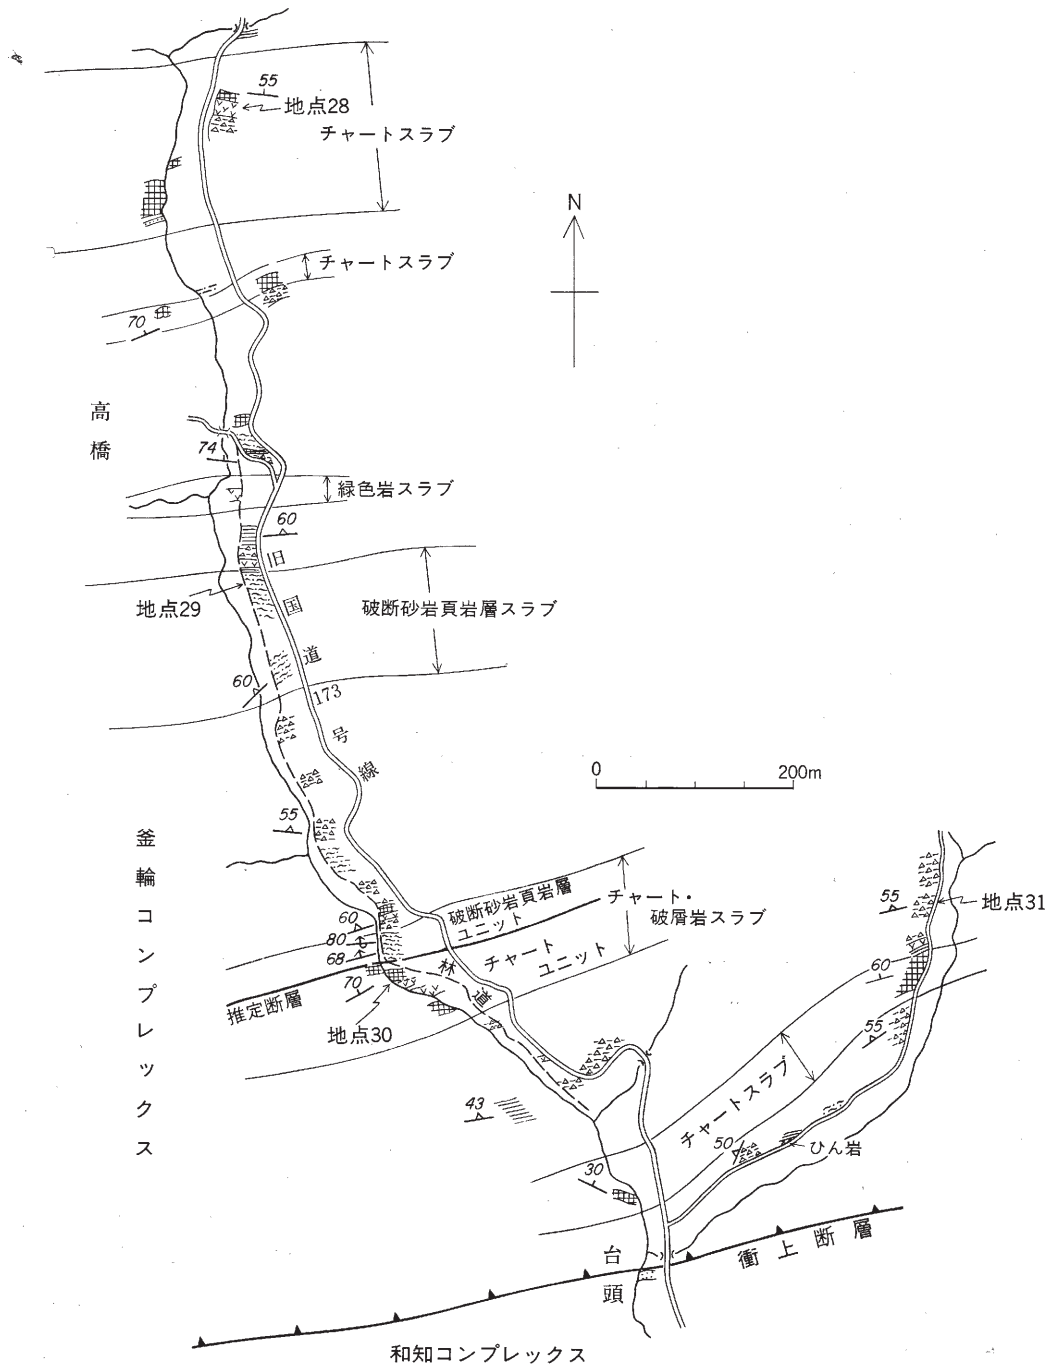 55
地点28
チャートスラブ
N
チャートスラブ
70
高橋
74
緑色岩スラブ
60
旧国道173号線
地点29
破断砂岩頁岩層スラブ
60
0 200m
55
釜輪コンプレックス
破断砂岩頁岩層
ユニット
チャート・
破屑岩スラブ
55
地点31
60
80
68
チャート
ユニット
林道
70
推定断層
地点30
60
55
チャートスラブ
43
50
ひん岩
30
台頭
衝上断層
和知コンプレックス